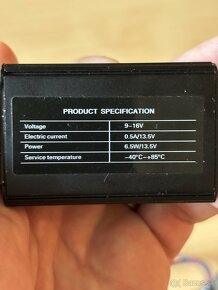 PRODUCT SPECIFICATION
Voltage 9-16V
Electric current 0.5A/13.5V
Power 6.5W/13.5V
Service temperature -40°C~+85°C